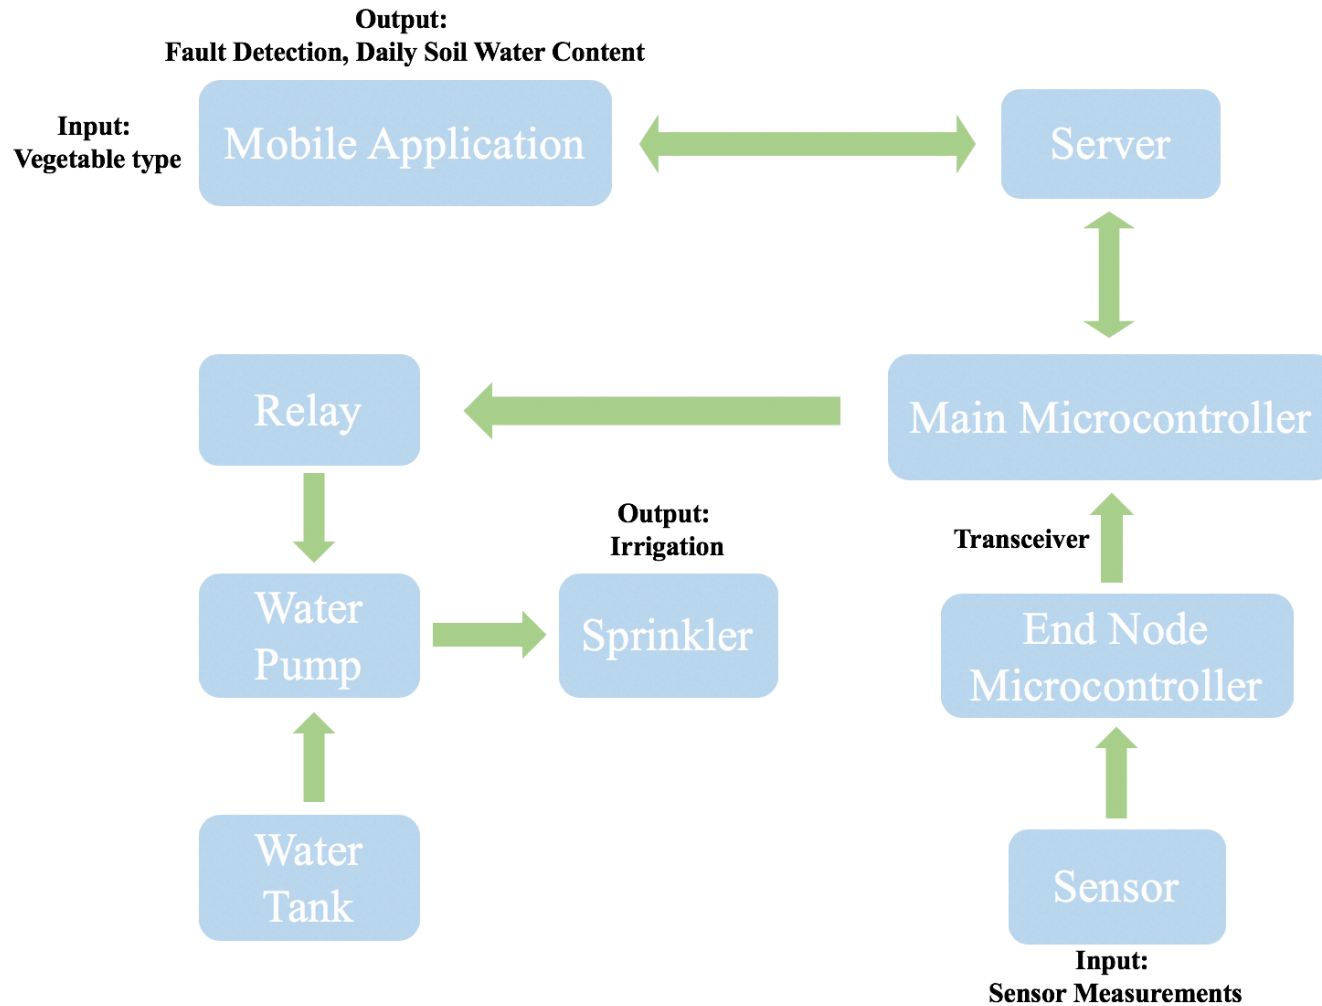 Output:
Fault Detection, Daily Soil Water Content
Input:
Vegetable type
Mobile Application
Server
Relay
Main Microcontroller
Output:
Irrigation
Transceiver
Water
Pump
Sprinkler
End Node
Microcontroller
Water
Tank
Sensor
Input:
Sensor Measurements